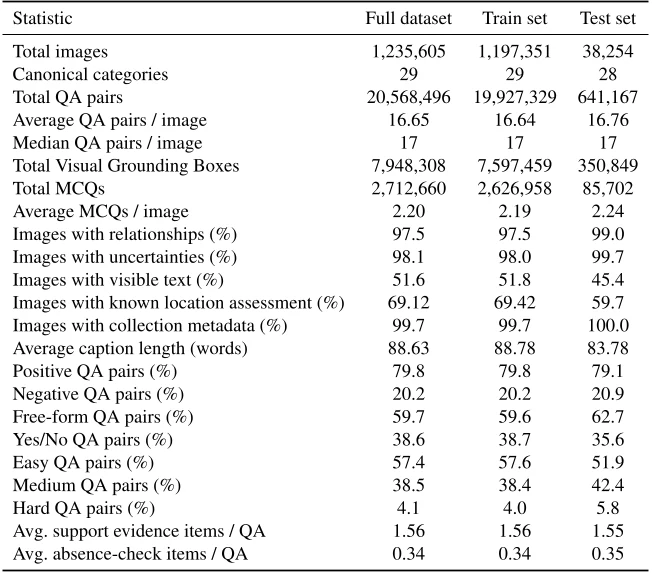 Statistic Full dataset Train set Test set
Total images 1,235,605 1,197,351 38,254
Canonical categories 29 29 28
Total QA pairs 20,568,496 19,927,329 641,167
Average QA pairs / image 16.65 16.64 16.76
Median QA pairs / image 17 17 17
Total Visual Grounding Boxes 7,948,308 7,597,459 350,849
Total MCQs 2,712,660 2,626,958 85,702
Average MCQs / image 2.20 2.19 2.24
Images with relationships (%) 97.5 97.5 99.0
Images with uncertainties (%) 98.1 98.0 99.7
Images with visible text (%) 51.6 51.8 45.4
Images with known location assessment (%) 69.12 69.42 59.7
Images with collection metadata (%) 99.7 99.7 100.0
Average caption length (words) 88.63 88.78 83.78
Positive QA pairs (%) 79.8 79.8 79.1
Negative QA pairs (%) 20.2 20.2 20.9
Free-form QA pairs (%) 59.7 59.6 62.7
Yes/No QA pairs (%) 38.6 38.7 35.6
Easy QA pairs (%) 57.4 57.6 51.9
Medium QA pairs (%) 38.5 38.4 42.4
Hard QA pairs (%) 4.1 4.0 5.8
Avg. support evidence items / QA 1.56 1.56 1.55
Avg. absence-check items / QA 0.34 0.34 0.35